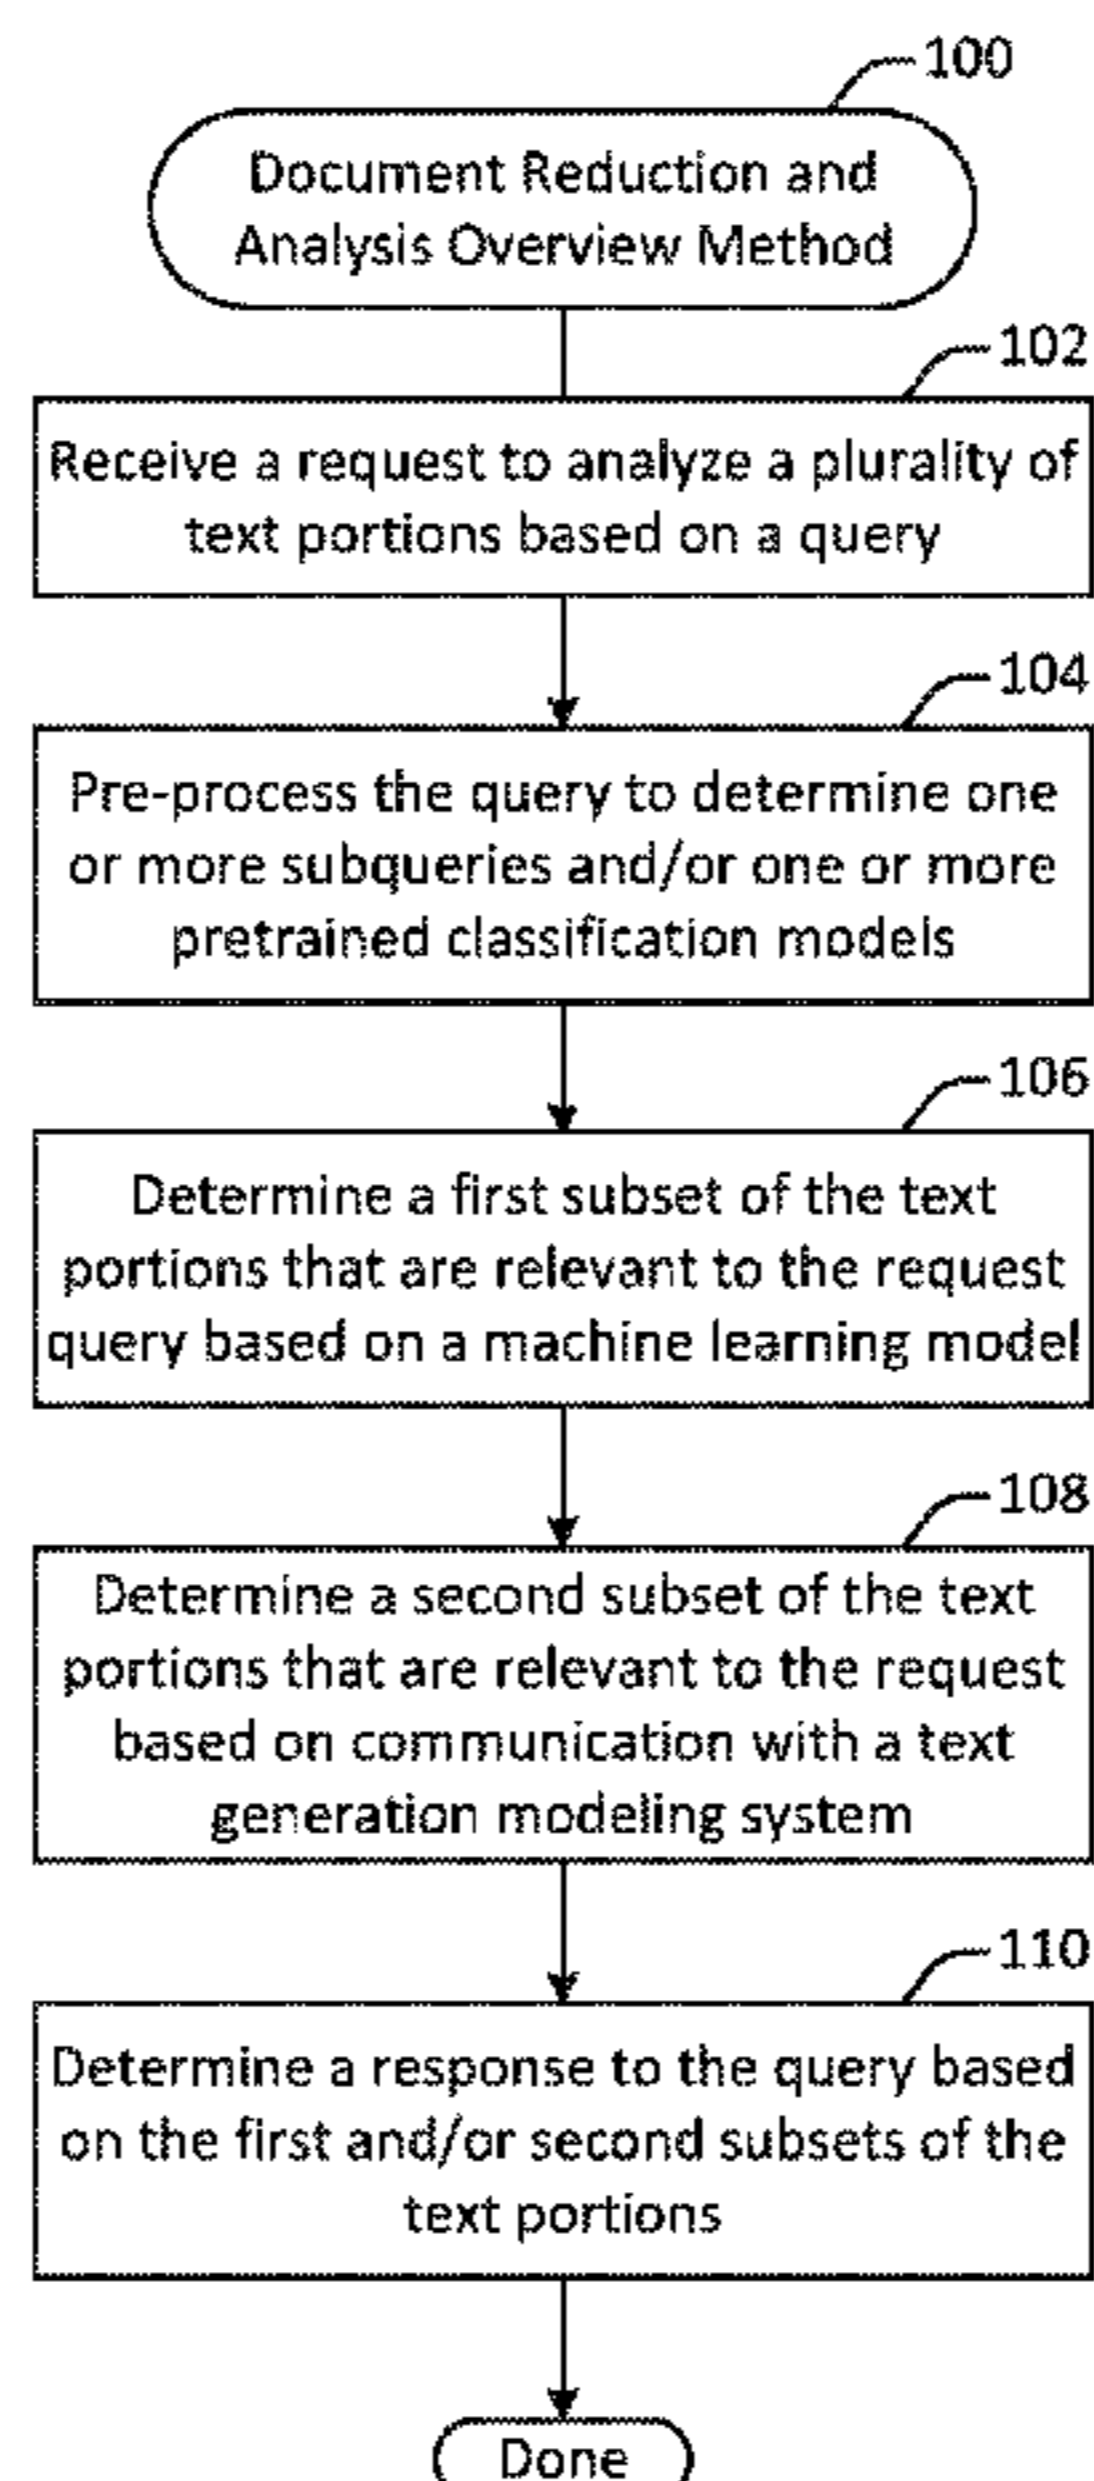 100
Document Reduction and
Analysis Overview Method
102
Receive a request to analyze a plurality of
text portions based on a query
104
Pre-process the query to determine one
or more subqueries and/or one or more
pretrained classification models
106
Determine a first subset of the text
portions that are relevant to the request
query based on a machine learning model
108
Determine a second subset of the text
portions that are relevant to the request
based on communication with a text
generation modeling system
110
Determine a response to the query based
on the first and/or second subsets of the
text portions
Done